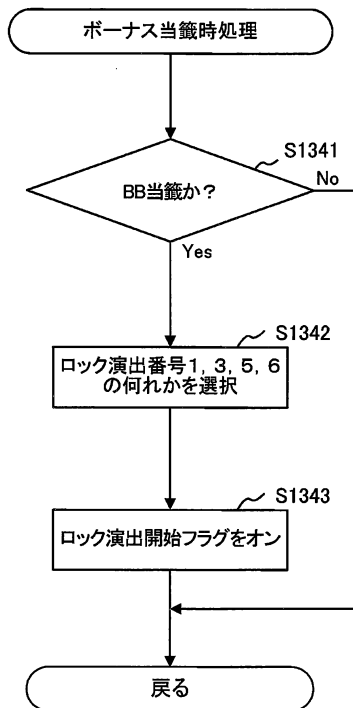 ボーナス当籤時処理
S1341
BB当籤か？
No
Yes
S1342
ロック演出番号1, 3, 5, 6
の何れかを選択
S1343
ロック演出開始フラグをオン
戻る